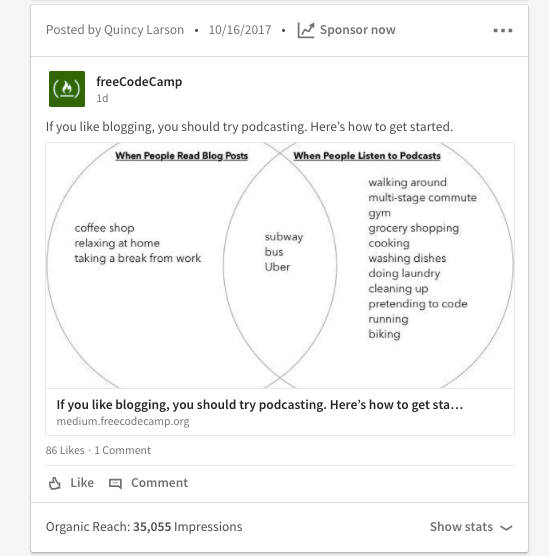 Posted by Quincy Larson • 10/16/2017 • Sponsor now
freeCodeCamp
1d
If you like blogging, you should try podcasting. Here’s how to get started.
When People Read Blog Posts
When People Listen to Podcasts
coffee shop
relaxing at home
taking a break from work
subway
bus
Uber
walking around
multi-stage commute
gym
grocery shopping
cooking
washing dishes
doing laundry
cleaning up
pretending to code
running
biking
If you like blogging, you should try podcasting. Here’s how to get sta…
medium.freecodecamp.org
86 Likes · 1 Comment
Like Comment
Organic Reach: 35,055 Impressions Show stats